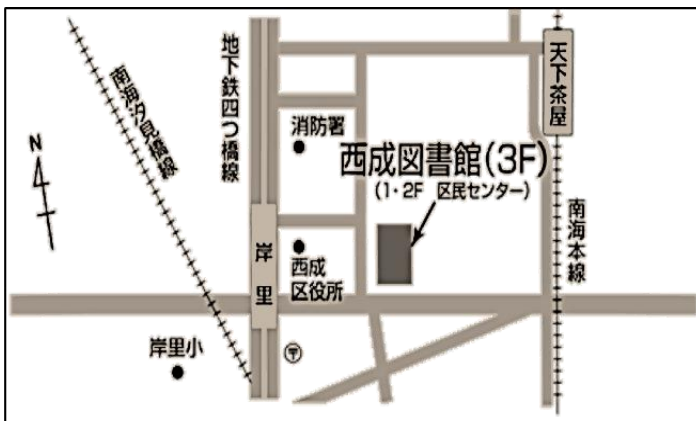 地下鉄四つ橋線
天下茶屋
南海汐見橋線
消防署
N
西成図書館(3F)
(1・2F 区民センター)
南海本線
岸里
西成
区役所
岸里小
〒